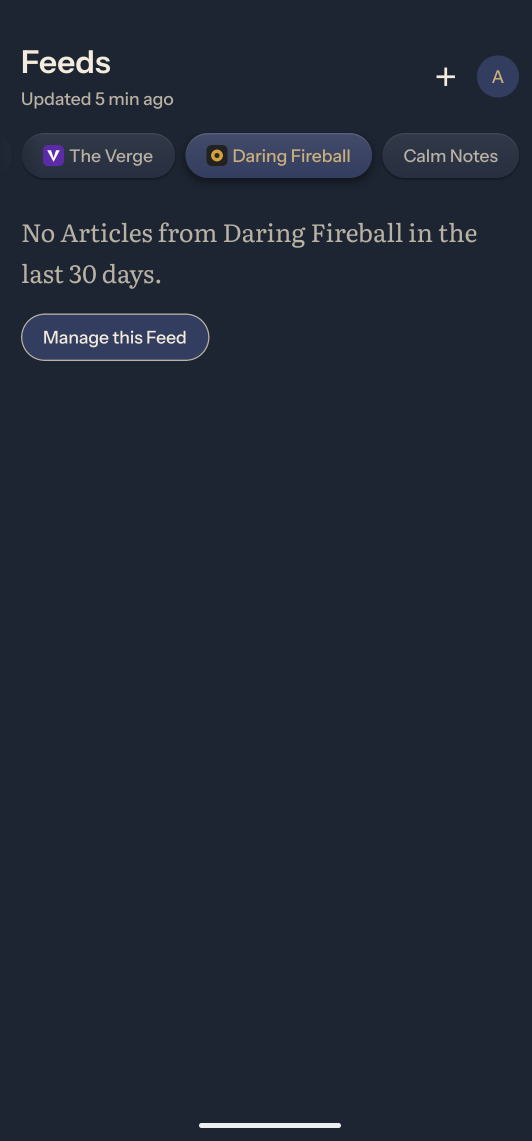 Feeds
Updated 5 min ago
A
V The Verge
Daring Fireball
Calm Notes
No Articles from Daring Fireball in the
last 30 days.
Manage this Feed